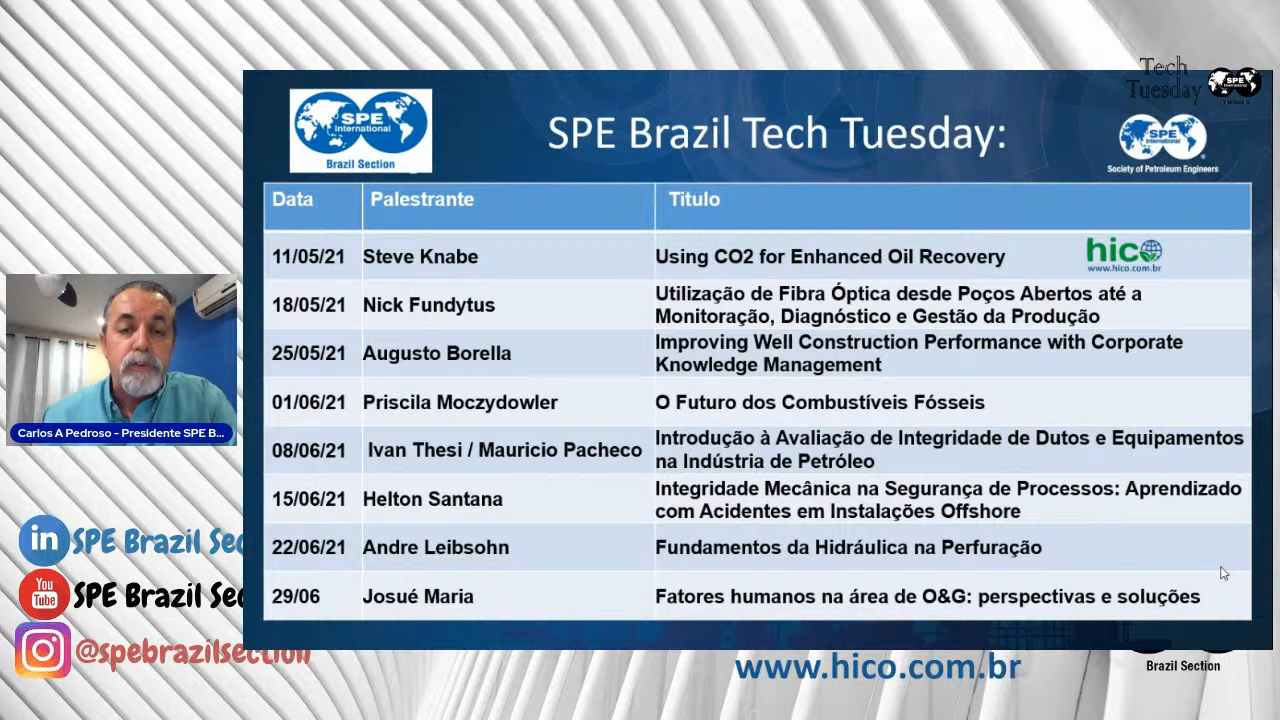 Tech
Tuesday
SPE
International
Brazil Section
SPE Brazil Tech Tuesday:
SPE
International
Society of Petroleum Engineers
SPE
Data Palestrante Titulo
11/05/21 Steve Knabe Using CO2 for Enhanced Oil Recovery
hico
www.hico.com.br
18/05/21 Nick Fundytus Utilização de Fibra Óptica desde Poços Abertos até a
Monitoração, Diagnóstico e Gestão da Produção
25/05/21 Augusto Borella Improving Well Construction Performance with Corporate
Knowledge Management
01/06/21 Priscila Moczydowler O Futuro dos Combustíveis Fósseis
08/06/21 Ivan Thesi / Mauricio Pacheco Introdução à Avaliação de Integridade de Dutos e Equipamentos
na Indústria de Petróleo
15/06/21 Helton Santana Integridade Mecânica na Segurança de Processos: Aprendizado
com Acidentes em Instalações Offshore
22/06/21 Andre Leibsohn Fundamentos da Hidráulica na Perfuração
29/06 Josué Maria Fatores humanos na área de O&G: perspectivas e soluções
Carlos A Pedroso - Presidente SPE B...
in SPE Brazil Sec
You
Tube
SPE Brazil Sec
@spebrazilsection
www.hico.com.br
Brazil Section